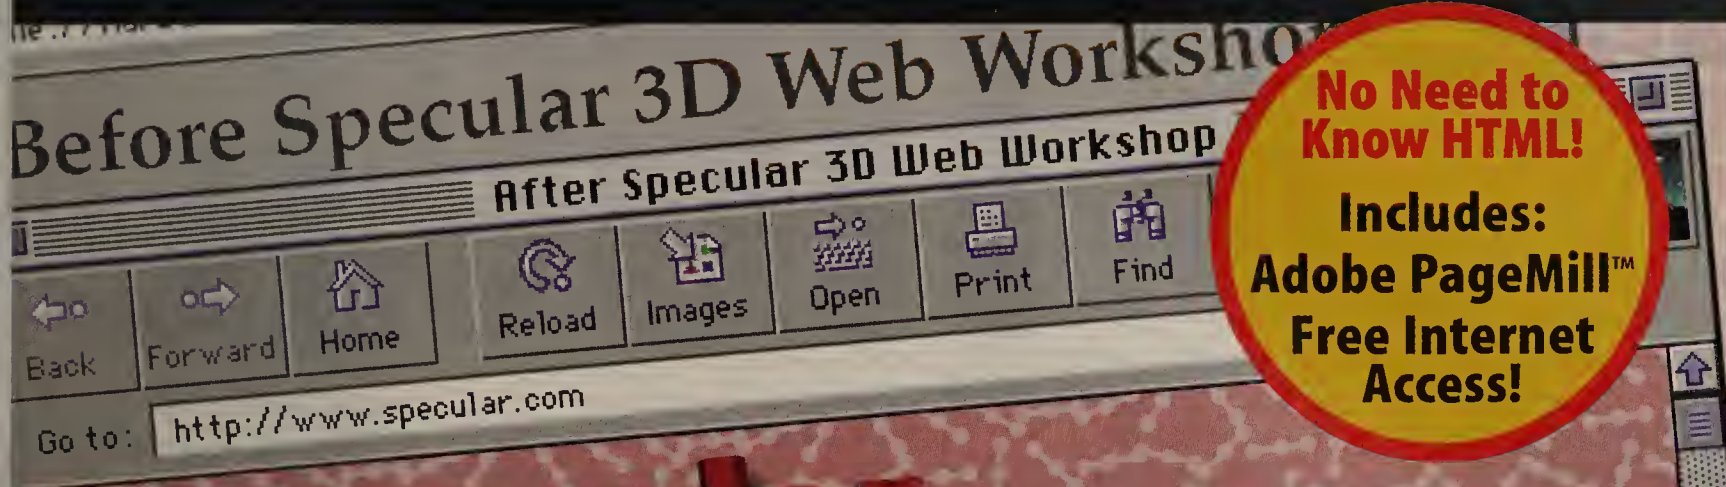 Before Specular 3D Web
After Specular 3D Web Workshop
Back
Forward
Home
Reload
Images
Open
Print
Find
Go to:
http://www.specular.com
No Need to
Know HTML!
Includes:
Adobe PageMill™
Free Internet
Access!